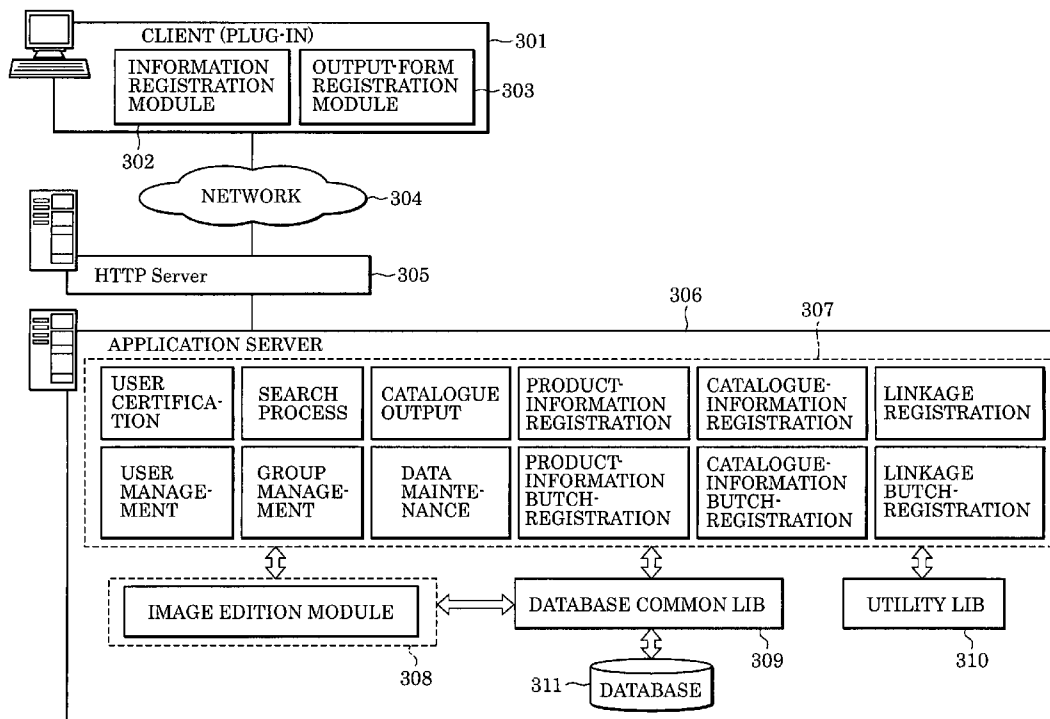 CLIENT (PLUG-IN)
301
INFORMATION
REGISTRATION
MODULE
OUTPUT-FORM
REGISTRATION
MODULE
303
302
NETWORK
304
HTTP Server
305
306
307
APPLICATION SERVER
USER
CERTIFICA-
TION
SEARCH
PROCESS
CATALOGUE
OUTPUT
PRODUCT-
INFORMATION
REGISTRATION
CATALOGUE-
INFORMATION
REGISTRATION
LINKAGE
REGISTRATION
USER
MANAGE-
MENT
GROUP
MANAGE-
MENT
DATA
MAINTE-
NANCE
PRODUCT-
INFORMATION
BUTCH-
REGISTRATION
CATALOGUE-
INFORMATION
BUTCH-REGISTRATION
LINKAGE
BUTCH-
REGISTRATION
IMAGE EDITION MODULE
DATABASE COMMON LIB
UTILITY LIB
308
309
310
311
DATABASE